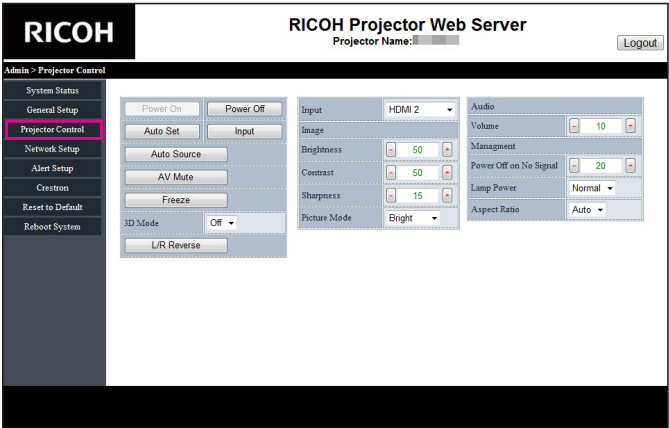 RICOH
RICOH Projector Web Server
Projector Name:
Logout
Admin > Projector Control
System Status
General Setup
Projector Control
Network Setup
Alert Setup
Crestron
Reset to Default
Reboot System
Power On Power Off
Auto Set Input
Auto Source
AV Mute
Freeze
3D Mode Off
L/R Reverse
Input HDMI 2
Image
Brightness - 50 +
Contrast - 50 +
Sharpness - 15 +
Picture Mode Bright
Audio
Volume - 10 +
Managment
Power Off on No Signal - 20 +
Lamp Power Normal
Aspect Ratio Auto